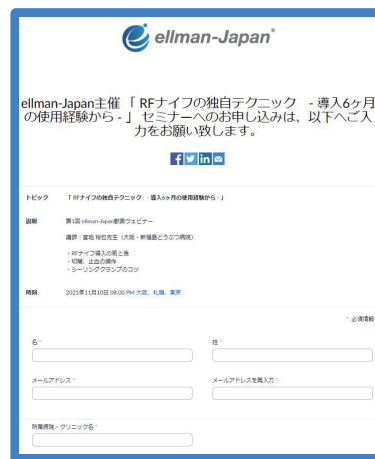 ellman-Japan
ellman-Japan主催 「 RFナイフの独自テクニック - 導入6ヶ月
の使用経験から - 」 セミナーへのお申し込みは、以下へご入
力をお願い致します。
トピック 「 RFナイフの独自テクニック - 導入6ヶ月の使用経験から - 」
説明 第1回 ellman-Japan獣医ウェビナー
講師：富地 裕也先生（大阪・新福島どうぶつ病院）
・RFナイフ導入の前と後
・切開、止血の操作
・シーリングクランプのコツ
時刻 2021年11月10日 08:00 PM 大阪、札幌、東京
* 必須情報
名 *
姓 *
メールアドレス *
メールアドレスを再入力 *
所属病院・クリニック名 *